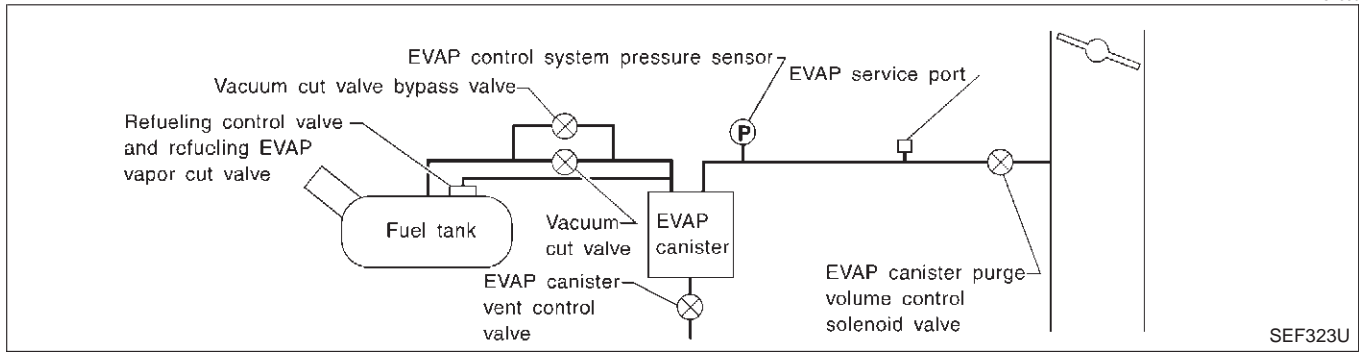 EVAP control system pressure sensor
EVAP service port
Vacuum cut valve bypass valve
Refueling control valve
and refueling EVAP
vapor cut valve
P
Fuel tank
Vacuum
cut valve
EVAP
canister
EVAP canister
vent control
valve
EVAP canister purge
volume control
solenoid valve
SEF323U